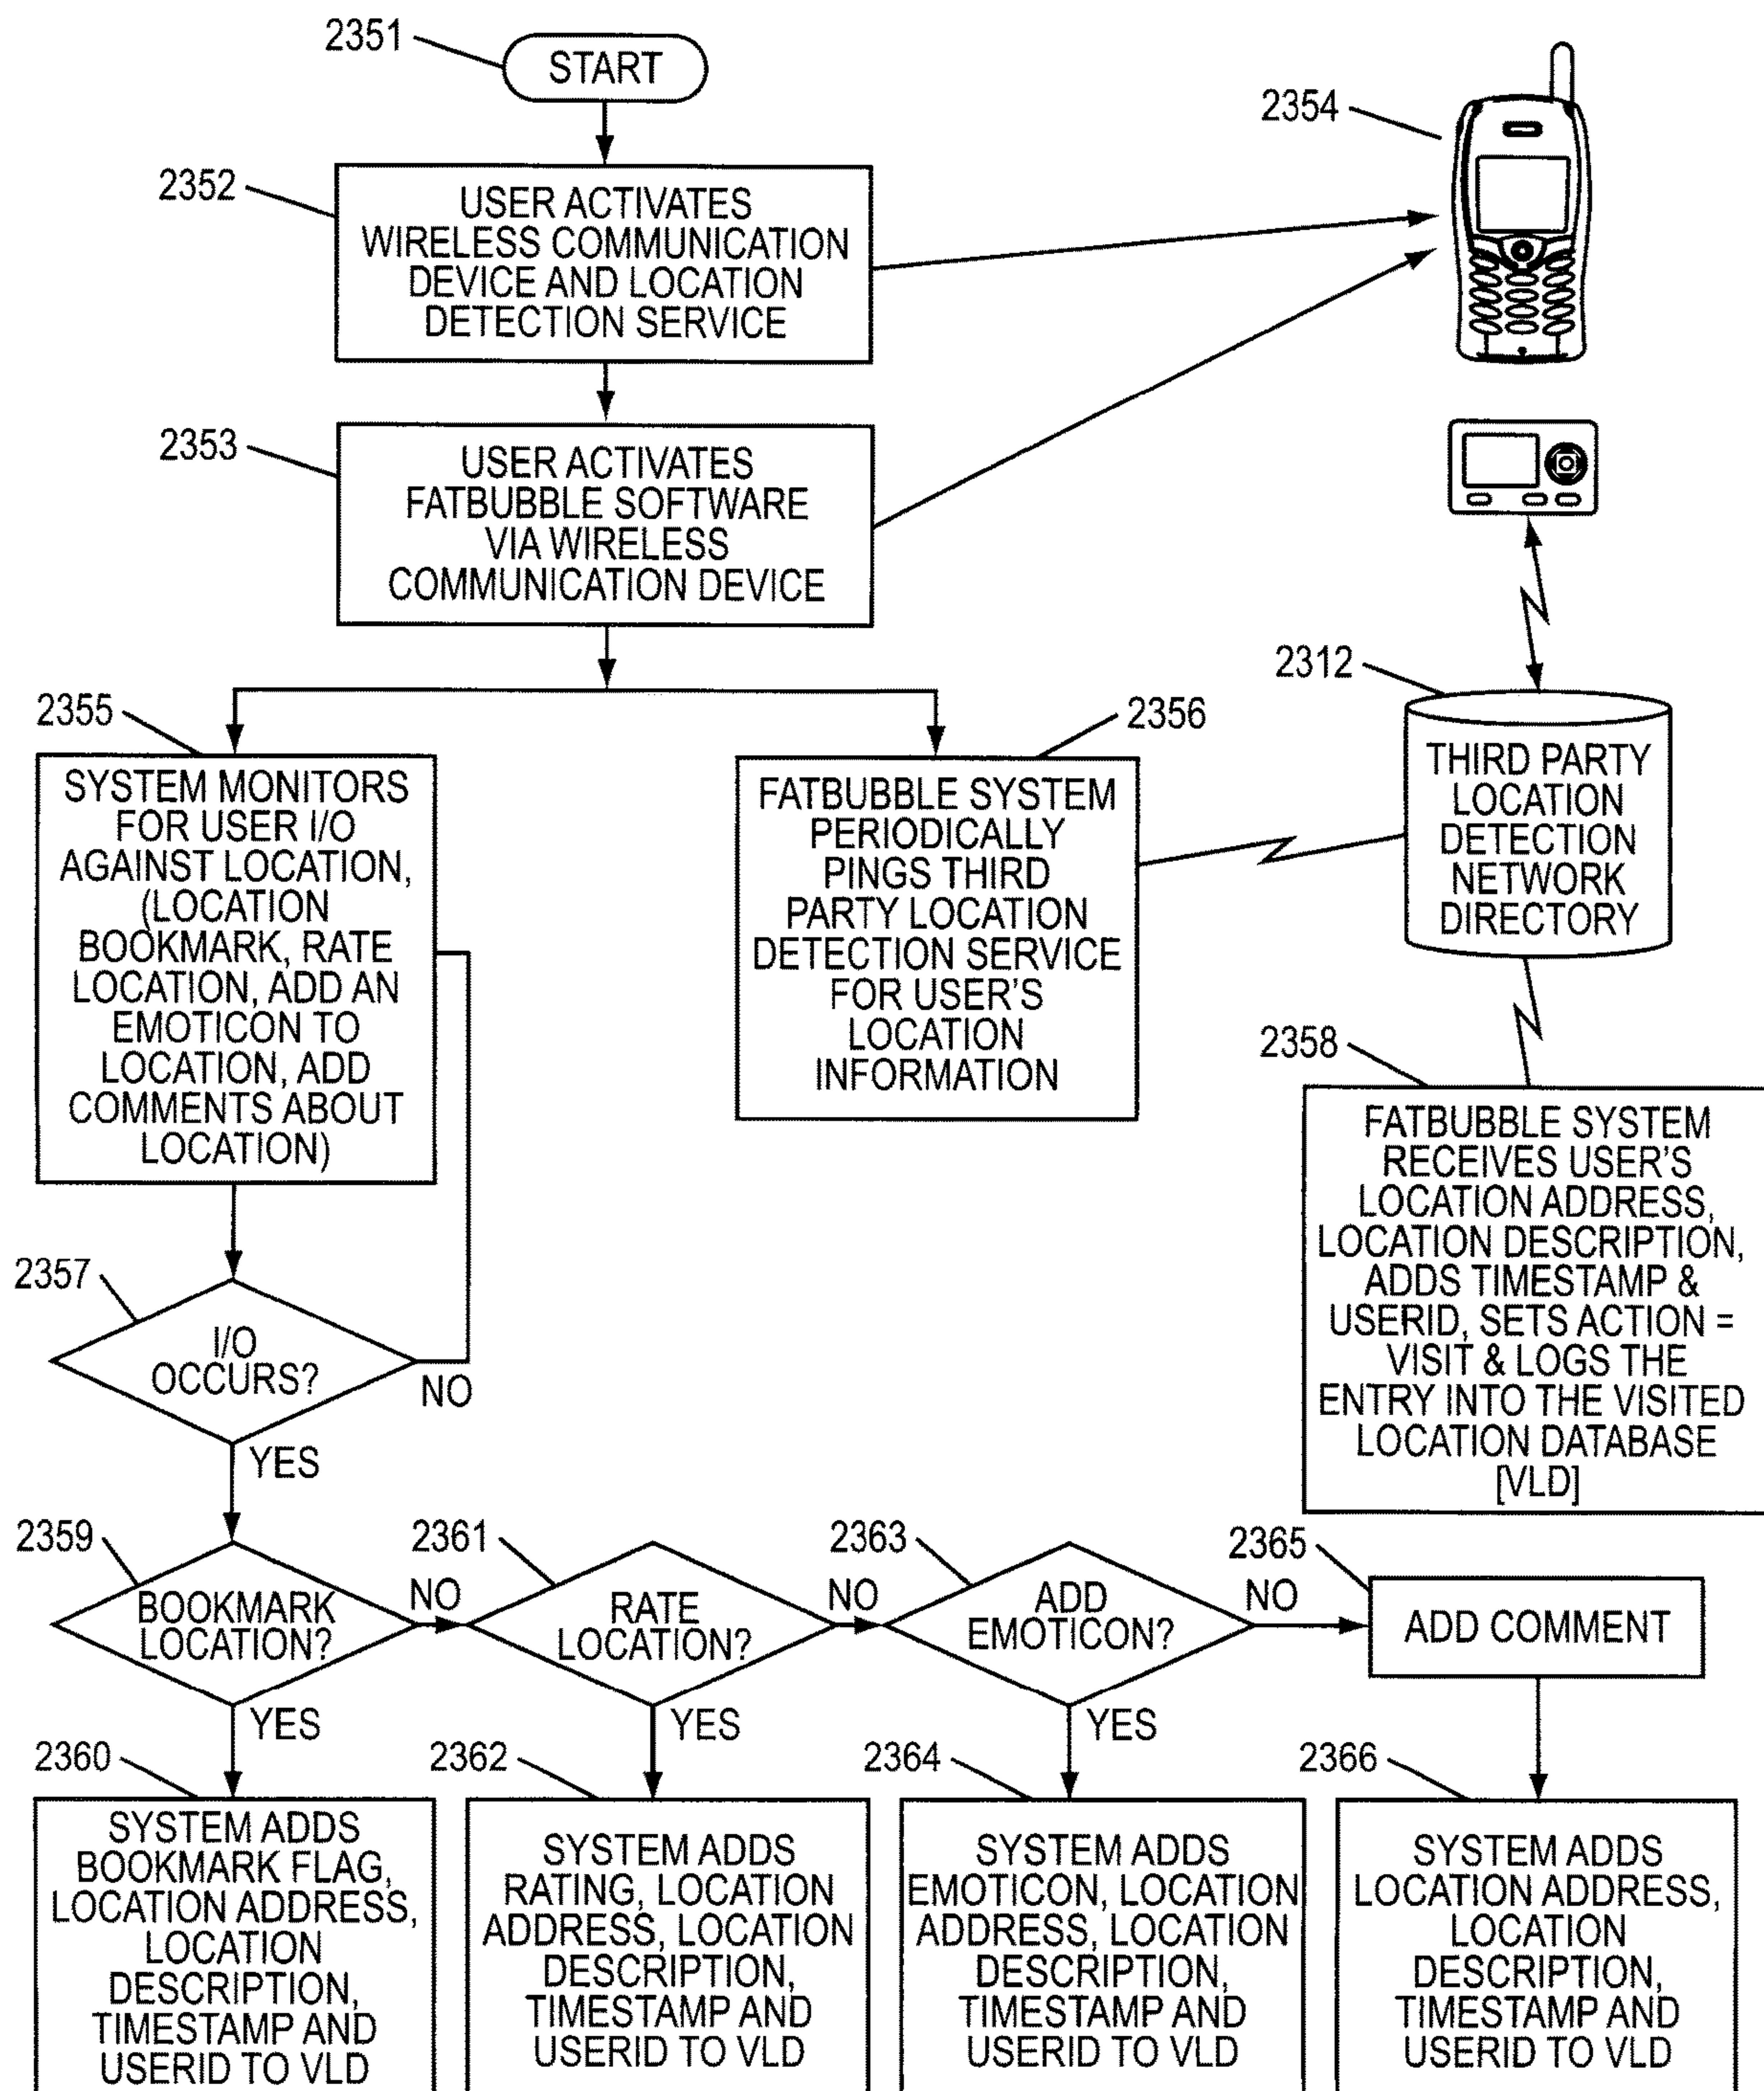 2351
START
2354
2352
USER ACTIVATES
WIRELESS COMMUNICATION
DEVICE AND LOCATION
DETECTION SERVICE
2353
USER ACTIVATES
FATBUBBLE SOFTWARE
VIA WIRELESS
COMMUNICATION DEVICE
2312
THIRD PARTY
LOCATION
DETECTION
NETWORK
DIRECTORY
2355
SYSTEM MONITORS
FOR USER I/O
AGAINST LOCATION,
(LOCATION
BOOKMARK, RATE
LOCATION, ADD AN
EMOTICON TO
LOCATION, ADD
COMMENTS ABOUT
LOCATION)
2356
FATBUBBLE SYSTEM
PERIODICALLY
PINGS THIRD
PARTY LOCATION
DETECTION SERVICE
FOR USER'S
LOCATION
INFORMATION
2358
FATBUBBLE SYSTEM
RECEIVES USER'S
LOCATION ADDRESS,
LOCATION DESCRIPTION,
ADDS TIMESTAMP &
USERID, SETS ACTION =
VISIT & LOGS THE
ENTRY INTO THE VISITED
LOCATION DATABASE
[VLD]
2357
I/O
OCCURS?
NO
YES
2359
BOOKMARK
LOCATION?
NO
YES
2361
RATE
LOCATION?
NO
YES
2363
ADD
EMOTICON?
NO
YES
2365
ADD COMMENT
2360
SYSTEM ADDS
BOOKMARK FLAG,
LOCATION ADDRESS,
LOCATION
DESCRIPTION,
TIMESTAMP AND
USERID TO VLD
2362
SYSTEM ADDS
RATING, LOCATION
ADDRESS, LOCATION
DESCRIPTION,
TIMESTAMP AND
USERID TO VLD
2364
SYSTEM ADDS
EMOTICON, LOCATION
ADDRESS, LOCATION
DESCRIPTION,
TIMESTAMP AND
USERID TO VLD
2366
SYSTEM ADDS
LOCATION ADDRESS,
LOCATION
DESCRIPTION,
TIMESTAMP AND
USERID TO VLD